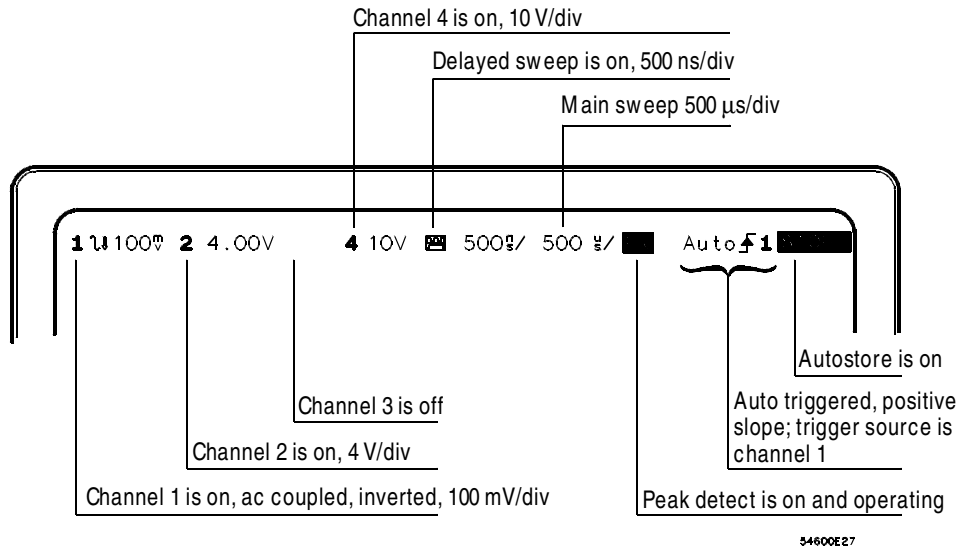 Channel 4 is on, 10 V/div
Delayed sweep is on, 500 ns/div
Main sweep 500 µs/div
1 100mV 2 4.00V 4 10V 500ns/ 500 us/ Auto 1
Autostore is on
Channel 3 is off
Auto triggered, positive
slope; trigger source is
channel 1
Channel 2 is on, 4 V/div
Channel 1 is on, ac coupled, inverted, 100 mV/div
Peak detect is on and operating
54600E27